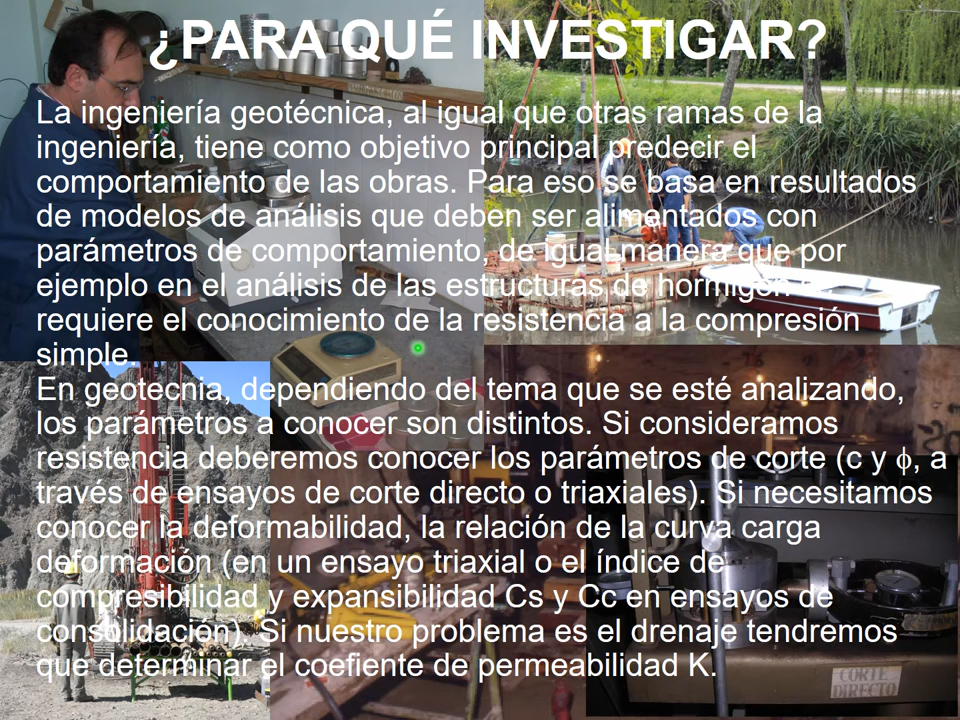 ¿PARA QUÉ INVESTIGAR?
La ingeniería geotécnica, al igual que otras ramas de la
ingeniería, tiene como objetivo principal predecir el
comportamiento de las obras. Para eso se basa en resultados
de modelos de análisis que deben ser alimentados con
parámetros de comportamiento, de igual manera que por
ejemplo en el análisis de las estructuras de hormigón se
requiere el conocimiento de la resistencia a la compresión
simple.
En geotecnia, dependiendo del tema que se esté analizando,
los parámetros a conocer son distintos. Si consideramos
resistencia deberemos conocer los parámetros de corte (c y ϕ, a
través de ensayos de corte directo o triaxiales). Si necesitamos
conocer la deformabilidad, la relación de la curva carga
deformación (en un ensayo triaxial o el índice de
compresibilidad y expansibilidad Cs y Cc en ensayos de
consolidación). Si nuestro problema es el drenaje tendremos
que determinar el coefiente de permeabilidad K.
CORTE
DIRECTO